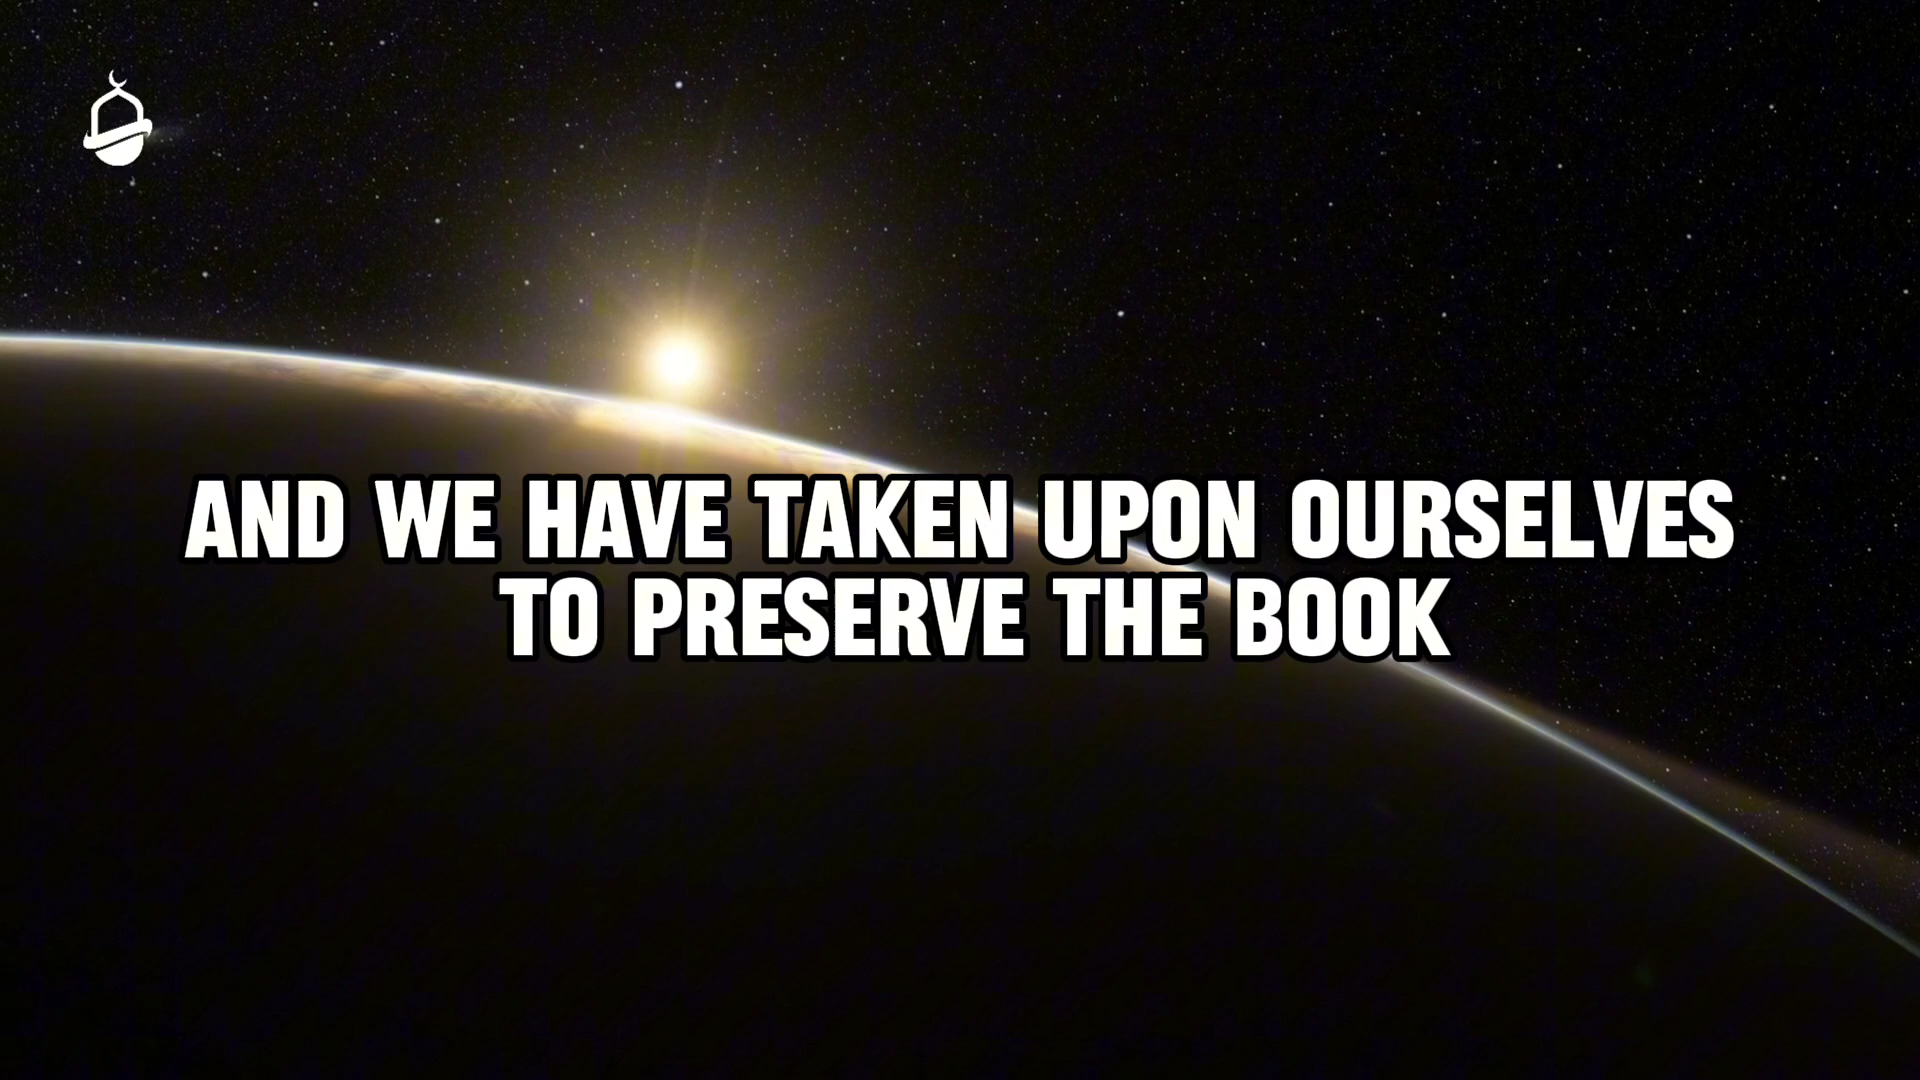 AND WE HAVE TAKEN UPON OURSELVES
TO PRESERVE THE BOOK